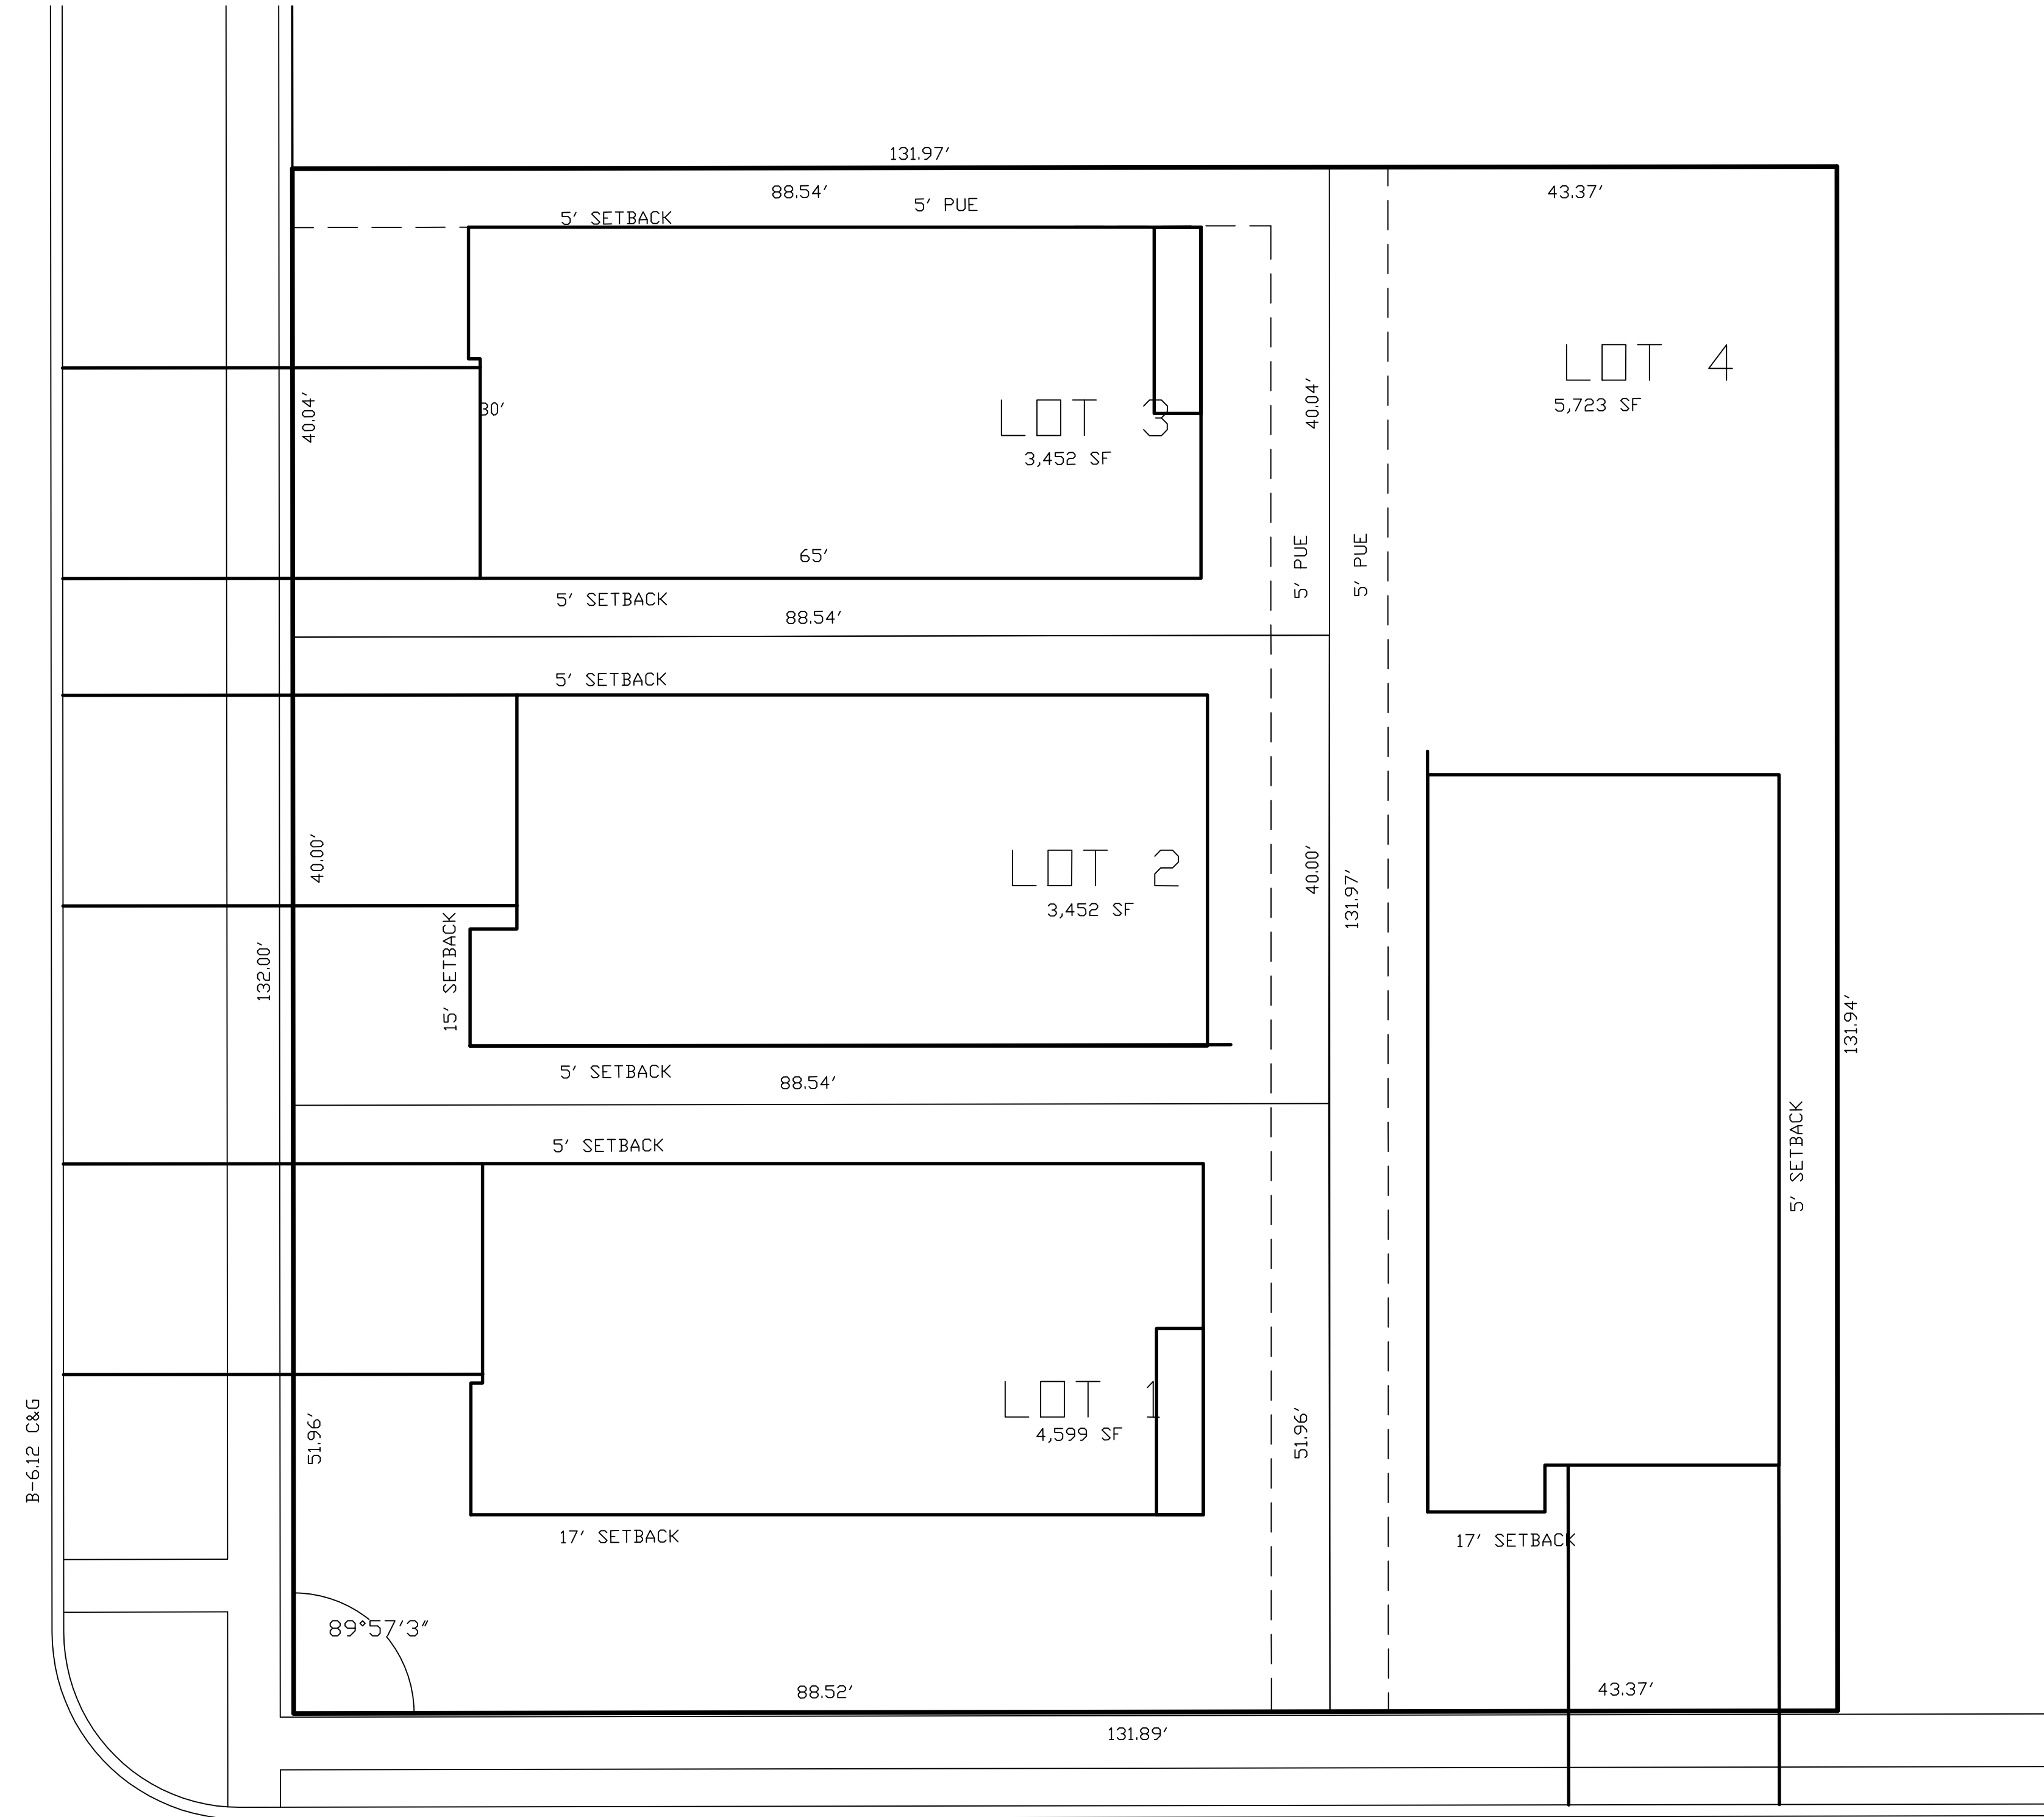 131.97'
88.54'
43.37'
5' PUE
5' SETBACK
LOT 4
5,723 SF
40.04'
30'
LOT 3
3,452 SF
40.04'
65'
5' PUE
5' PUE
5' SETBACK
88.54'
5' SETBACK
40.00'
LOT 2
3,452 SF
40.00'
131.97'
15' SETBACK
132.00'
131.94'
5' SETBACK
88.54'
5' SETBACK
5' SETBACK
LOT 1
4,599 SF
51.96'
51.96'
B-6.12 C&G
17' SETBACK
17' SETBACK
89°57'3"
88.52'
43.37'
131.89'